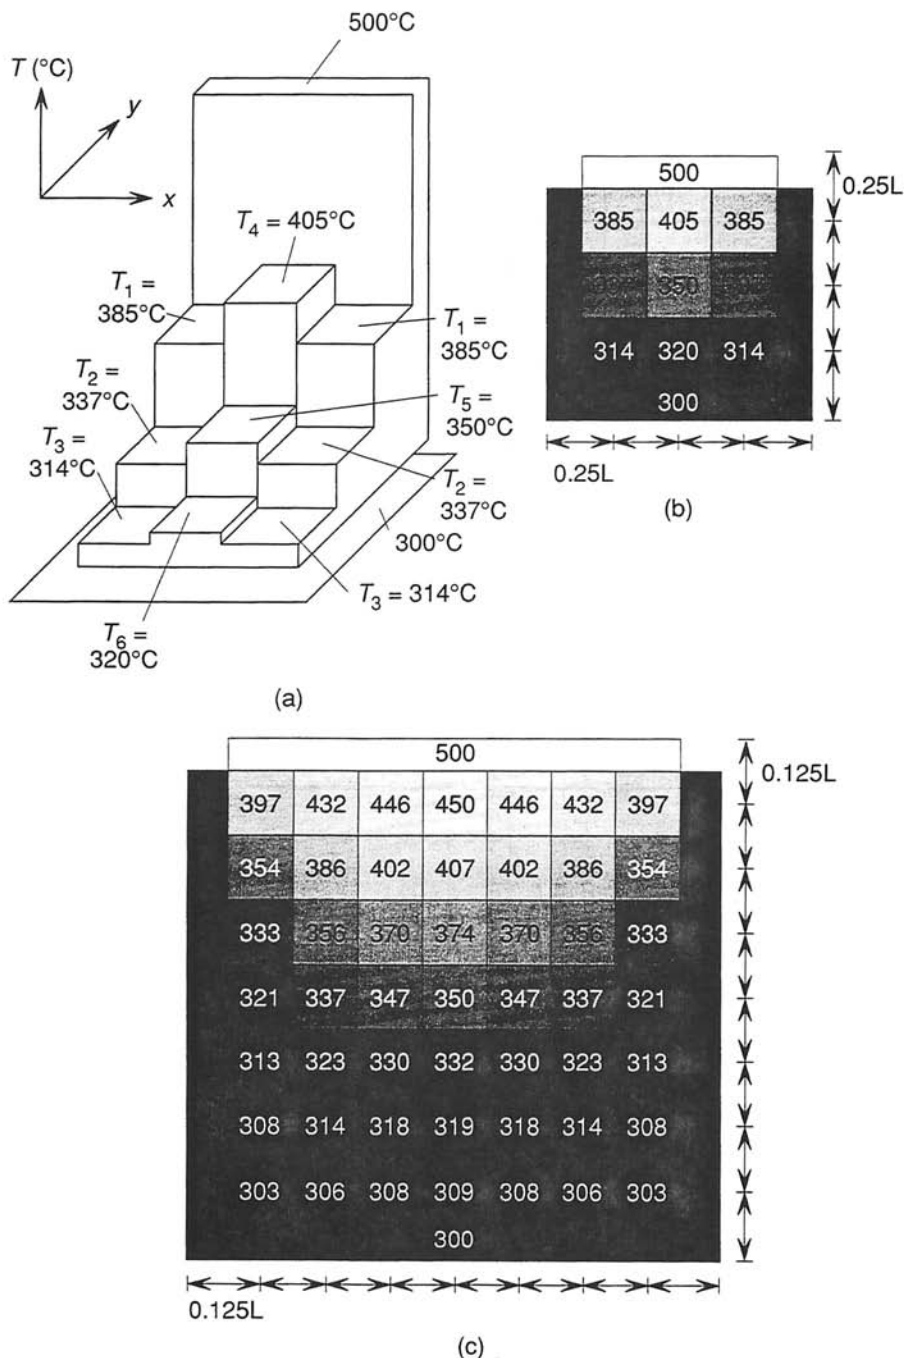 500°C
T (°C)
y
x
T4 = 405°C
T1 =
385°C
T1 =
385°C
T2 =
337°C
T5 =
350°C
T3 =
314°C
T2 =
337°C
300°C
T3 = 314°C
T6 =
320°C
(a)
500
0.25L
385 405 385
350
314 320 314
300
0.25L
(b)
500
0.125L
397 432 446 450 446 432 397
354 386 402 407 402 386 354
333 356 370 374 370 356 333
321 337 347 350 347 337 321
313 323 330 332 330 323 313
308 314 318 319 318 314 308
303 306 308 309 308 306 303
300
0.125L
(c)